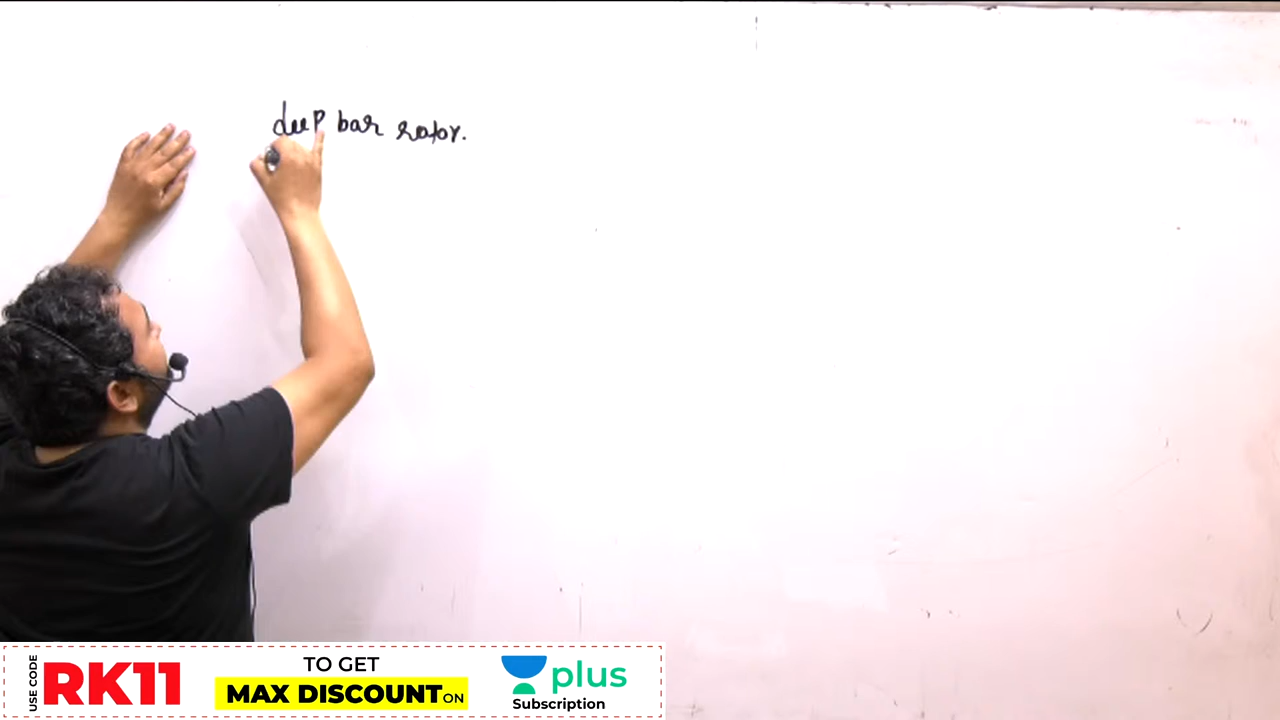 deep bar rotor.
USE CODE
RK11
TO GET
MAX DISCOUNT ON
plus
Subscription